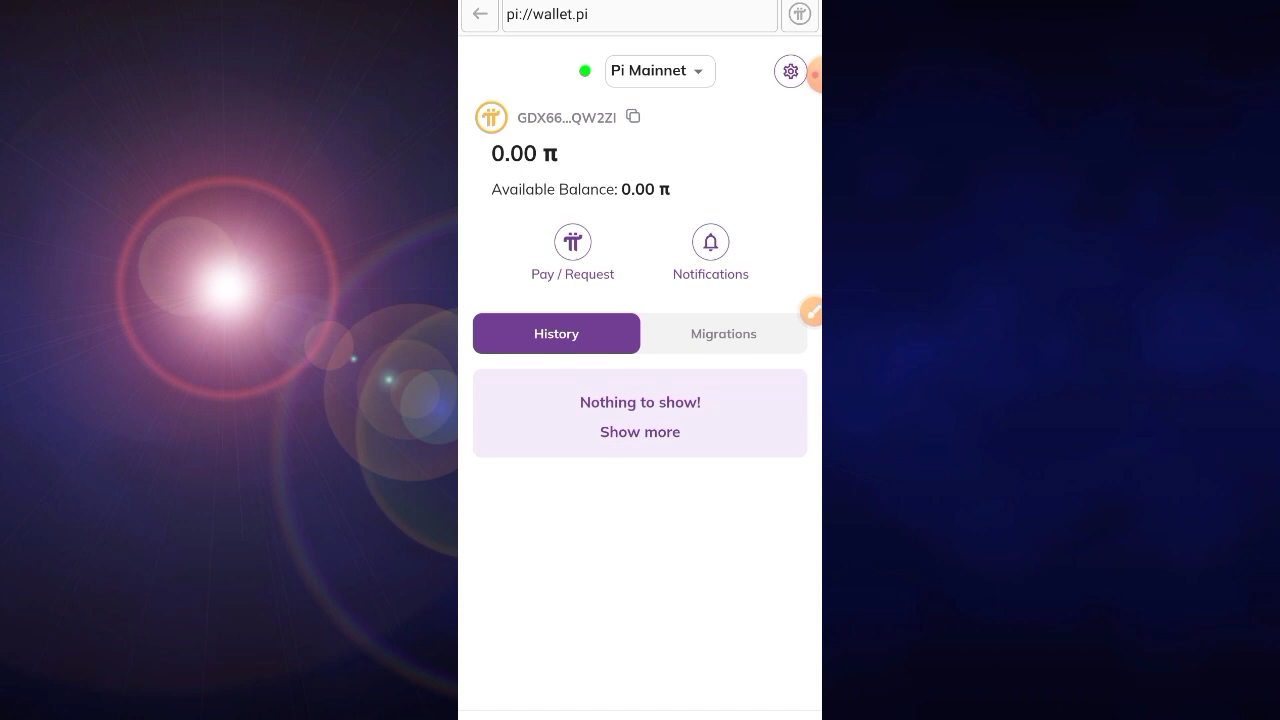 pi://wallet.pi
Pi Mainnet
GDX66...QW2ZI
0.00 π
Available Balance: 0.00 π
Pay / Request
Notifications
History
Migrations
Nothing to show!
Show more